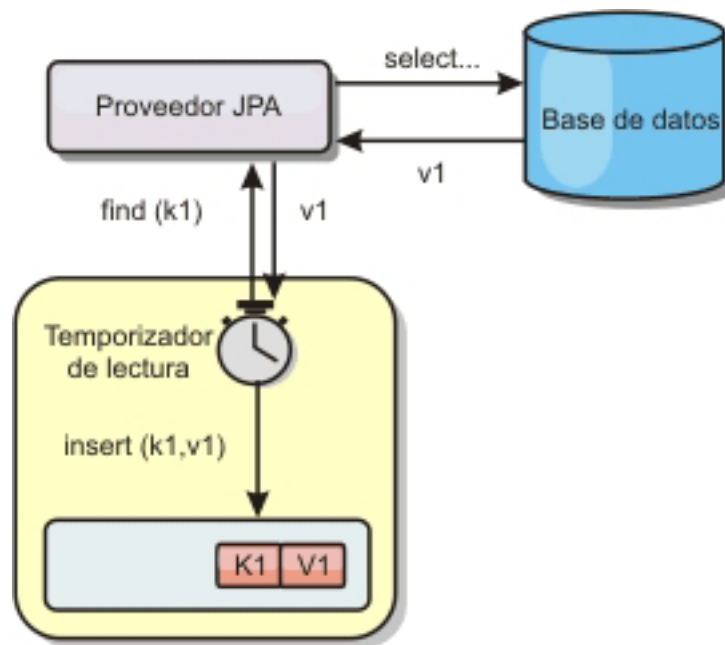 select...
Proveedor JPA
Base de datos
v1
find (k1)
v1
Temporizador
de lectura
insert (k1,v1)
K1
V1